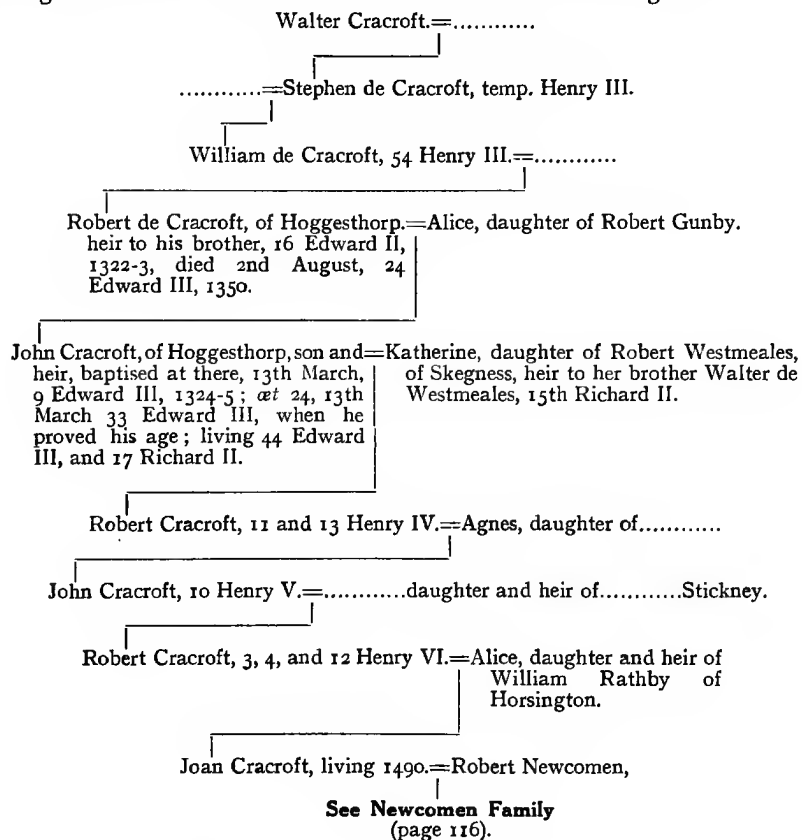 Walter Cracroft.=............
............=Stephen de Cracroft, temp. Henry III.
William de Cracroft, 54 Henry III.=............
Robert de Cracroft, of Hoggesthorp.=Alice, daughter of Robert Gunby.
heir to his brother, 16 Edward II,
1322-3, died 2nd August, 24
Edward III, 1350.
John Cracroft, of Hoggesthorp, son and=Katherine, daughter of Robert Westmeales,
heir, baptised at there, 13th March,
9 Edward III, 1324-5; æt 24, 13th
March 33 Edward III, when he
proved his age; living 44 Edward
III, and 17 Richard II.
of Skegness, heir to her brother Walter de
Westmeales, 15th Richard II.
Robert Cracroft, 11 and 13 Henry IV.=Agnes, daughter of............
John Cracroft, 10 Henry V.=............daughter and heir of............Stickney.
Robert Cracroft, 3, 4, and 12 Henry VI.=Alice, daughter and heir of
William Rathby of
Horsington.
Joan Cracroft, living 1490.=Robert Newcomen,
See Newcomen Family
(page 116).